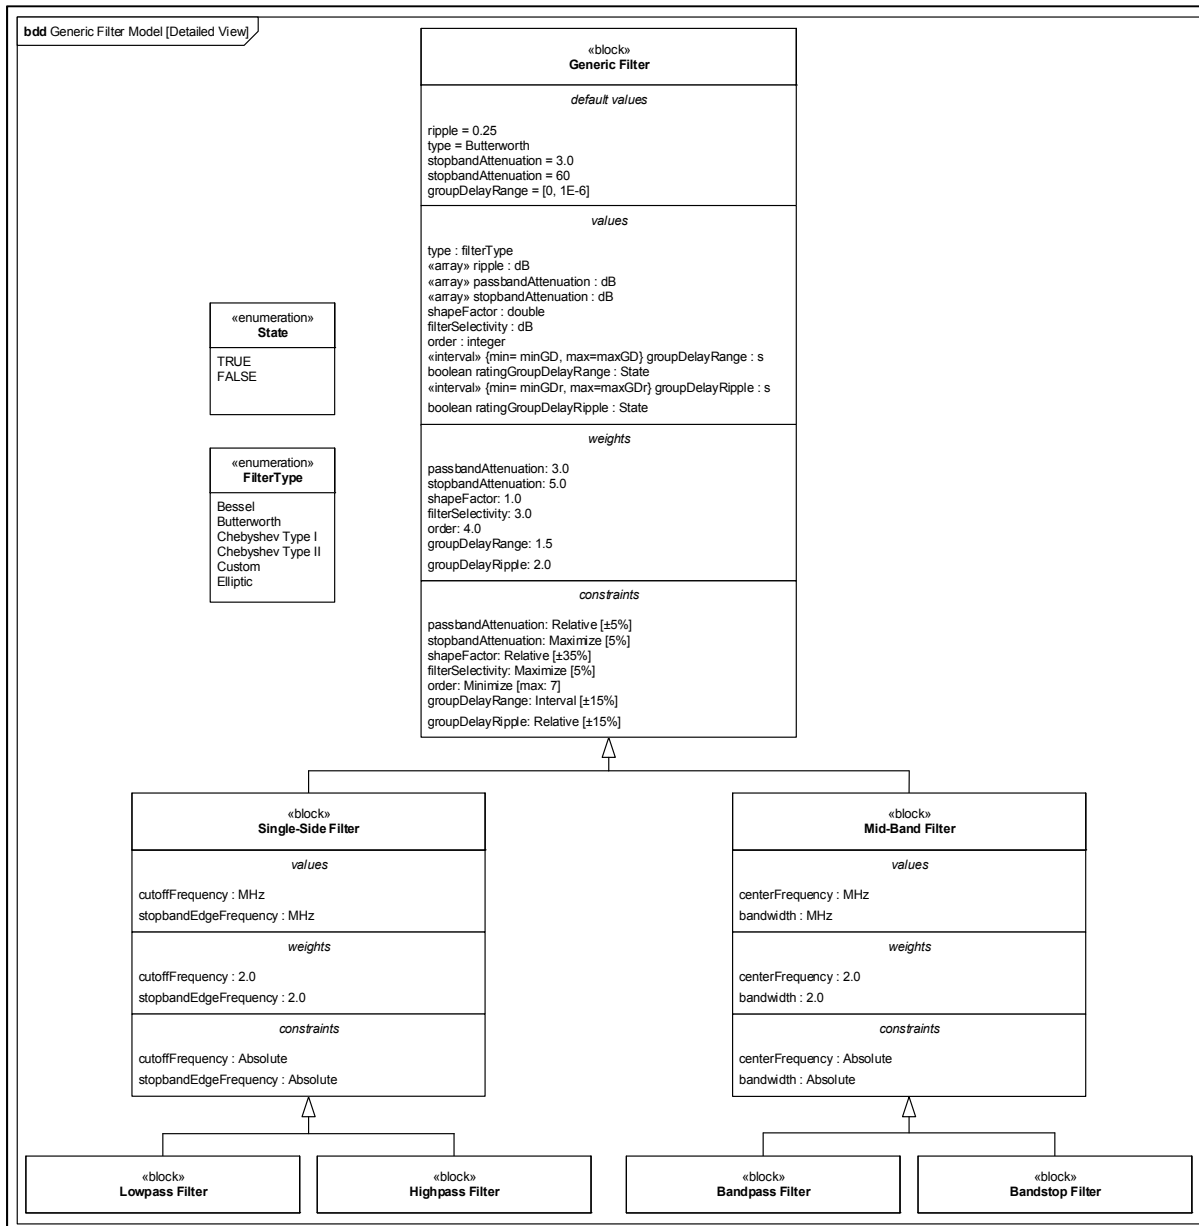 bdd Generic Filter Model [Detailed View]
«block»
Generic Filter
default values
ripple = 0.25
type = Butterworth
stopbandAttenuation = 3.0
stopbandAttenuation = 60
groupDelayRange = [0, 1E-6]
values
type : filterType
«array» ripple : dB
«array» passbandAttenuation : dB
«array» stopbandAttenuation : dB
shapeFactor : double
filterSelectivity : dB
order : integer
«interval» {min= minGD, max=maxGD} groupDelayRange : s
boolean ratingGroupDelayRange : State
«interval» {min= minGDr, max=maxGDr} groupDelayRipple : s
boolean ratingGroupDelayRipple : State
weights
passbandAttenuation: 3.0
stopbandAttenuation: 5.0
shapeFactor: 1.0
filterSelectivity: 3.0
order: 4.0
groupDelayRange: 1.5
groupDelayRipple: 2.0
constraints
passbandAttenuation: Relative [±5%]
stopbandAttenuation: Maximize [5%]
shapeFactor: Relative [±35%]
filterSelectivity: Maximize [5%]
order: Minimize [max: 7]
groupDelayRange: Interval [±15%]
groupDelayRipple: Relative [±15%]
«enumeration»
State
TRUE
FALSE
«enumeration»
FilterType
Bessel
Butterworth
Chebyshev Type I
Chebyshev Type II
Custom
Elliptic
«block»
Single-Side Filter
values
cutoffFrequency : MHz
stopbandEdgeFrequency : MHz
weights
cutoffFrequency : 2.0
stopbandEdgeFrequency : 2.0
constraints
cutoffFrequency : Absolute
stopbandEdgeFrequency : Absolute
«block»
Mid-Band Filter
values
centerFrequency : MHz
bandwidth : MHz
weights
centerFrequency : 2.0
bandwidth : 2.0
constraints
centerFrequency : Absolute
bandwidth : Absolute
«block»
Lowpass Filter
«block»
Highpass Filter
«block»
Bandpass Filter
«block»
Bandstop Filter